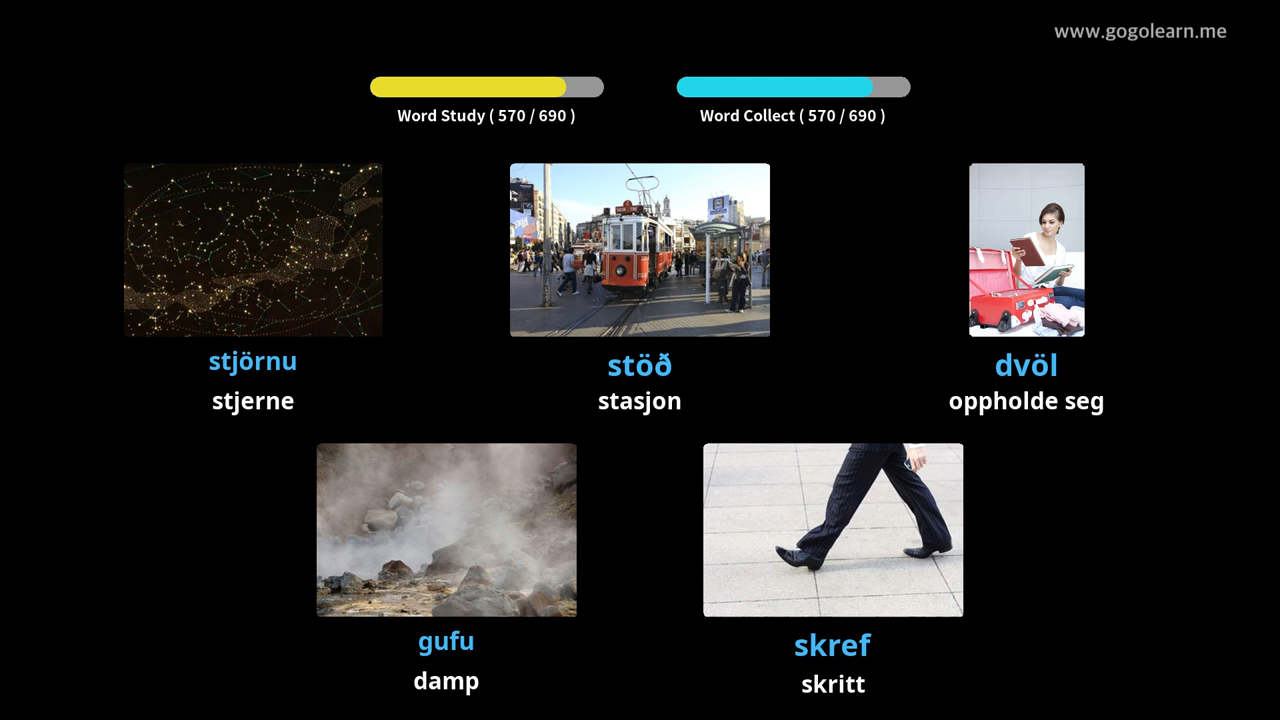 www.gogolearn.me
Word Study ( 570 / 690 )
Word Collect ( 570 / 690 )
stjörnu
stjerne
stöð
stasjon
dvöl
oppholde seg
gufu
damp
skref
skritt